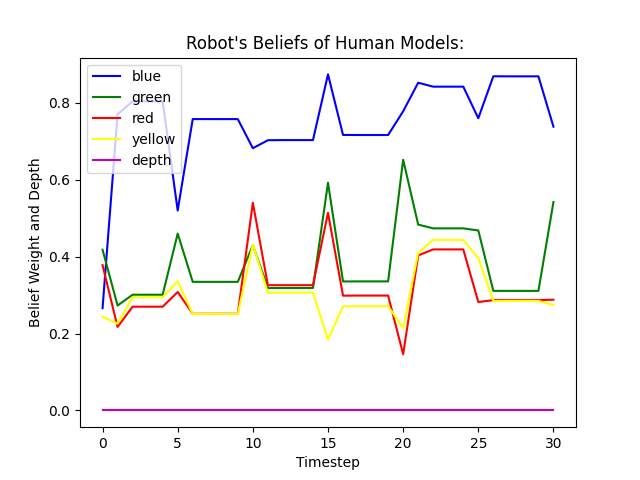 Robot's Beliefs of Human Models:
blue
green
red
yellow
depth
Belief Weight and Depth
0.8
0.6
0.4
0.2
0.0
0 5 10 15 20 25 30
Timestep